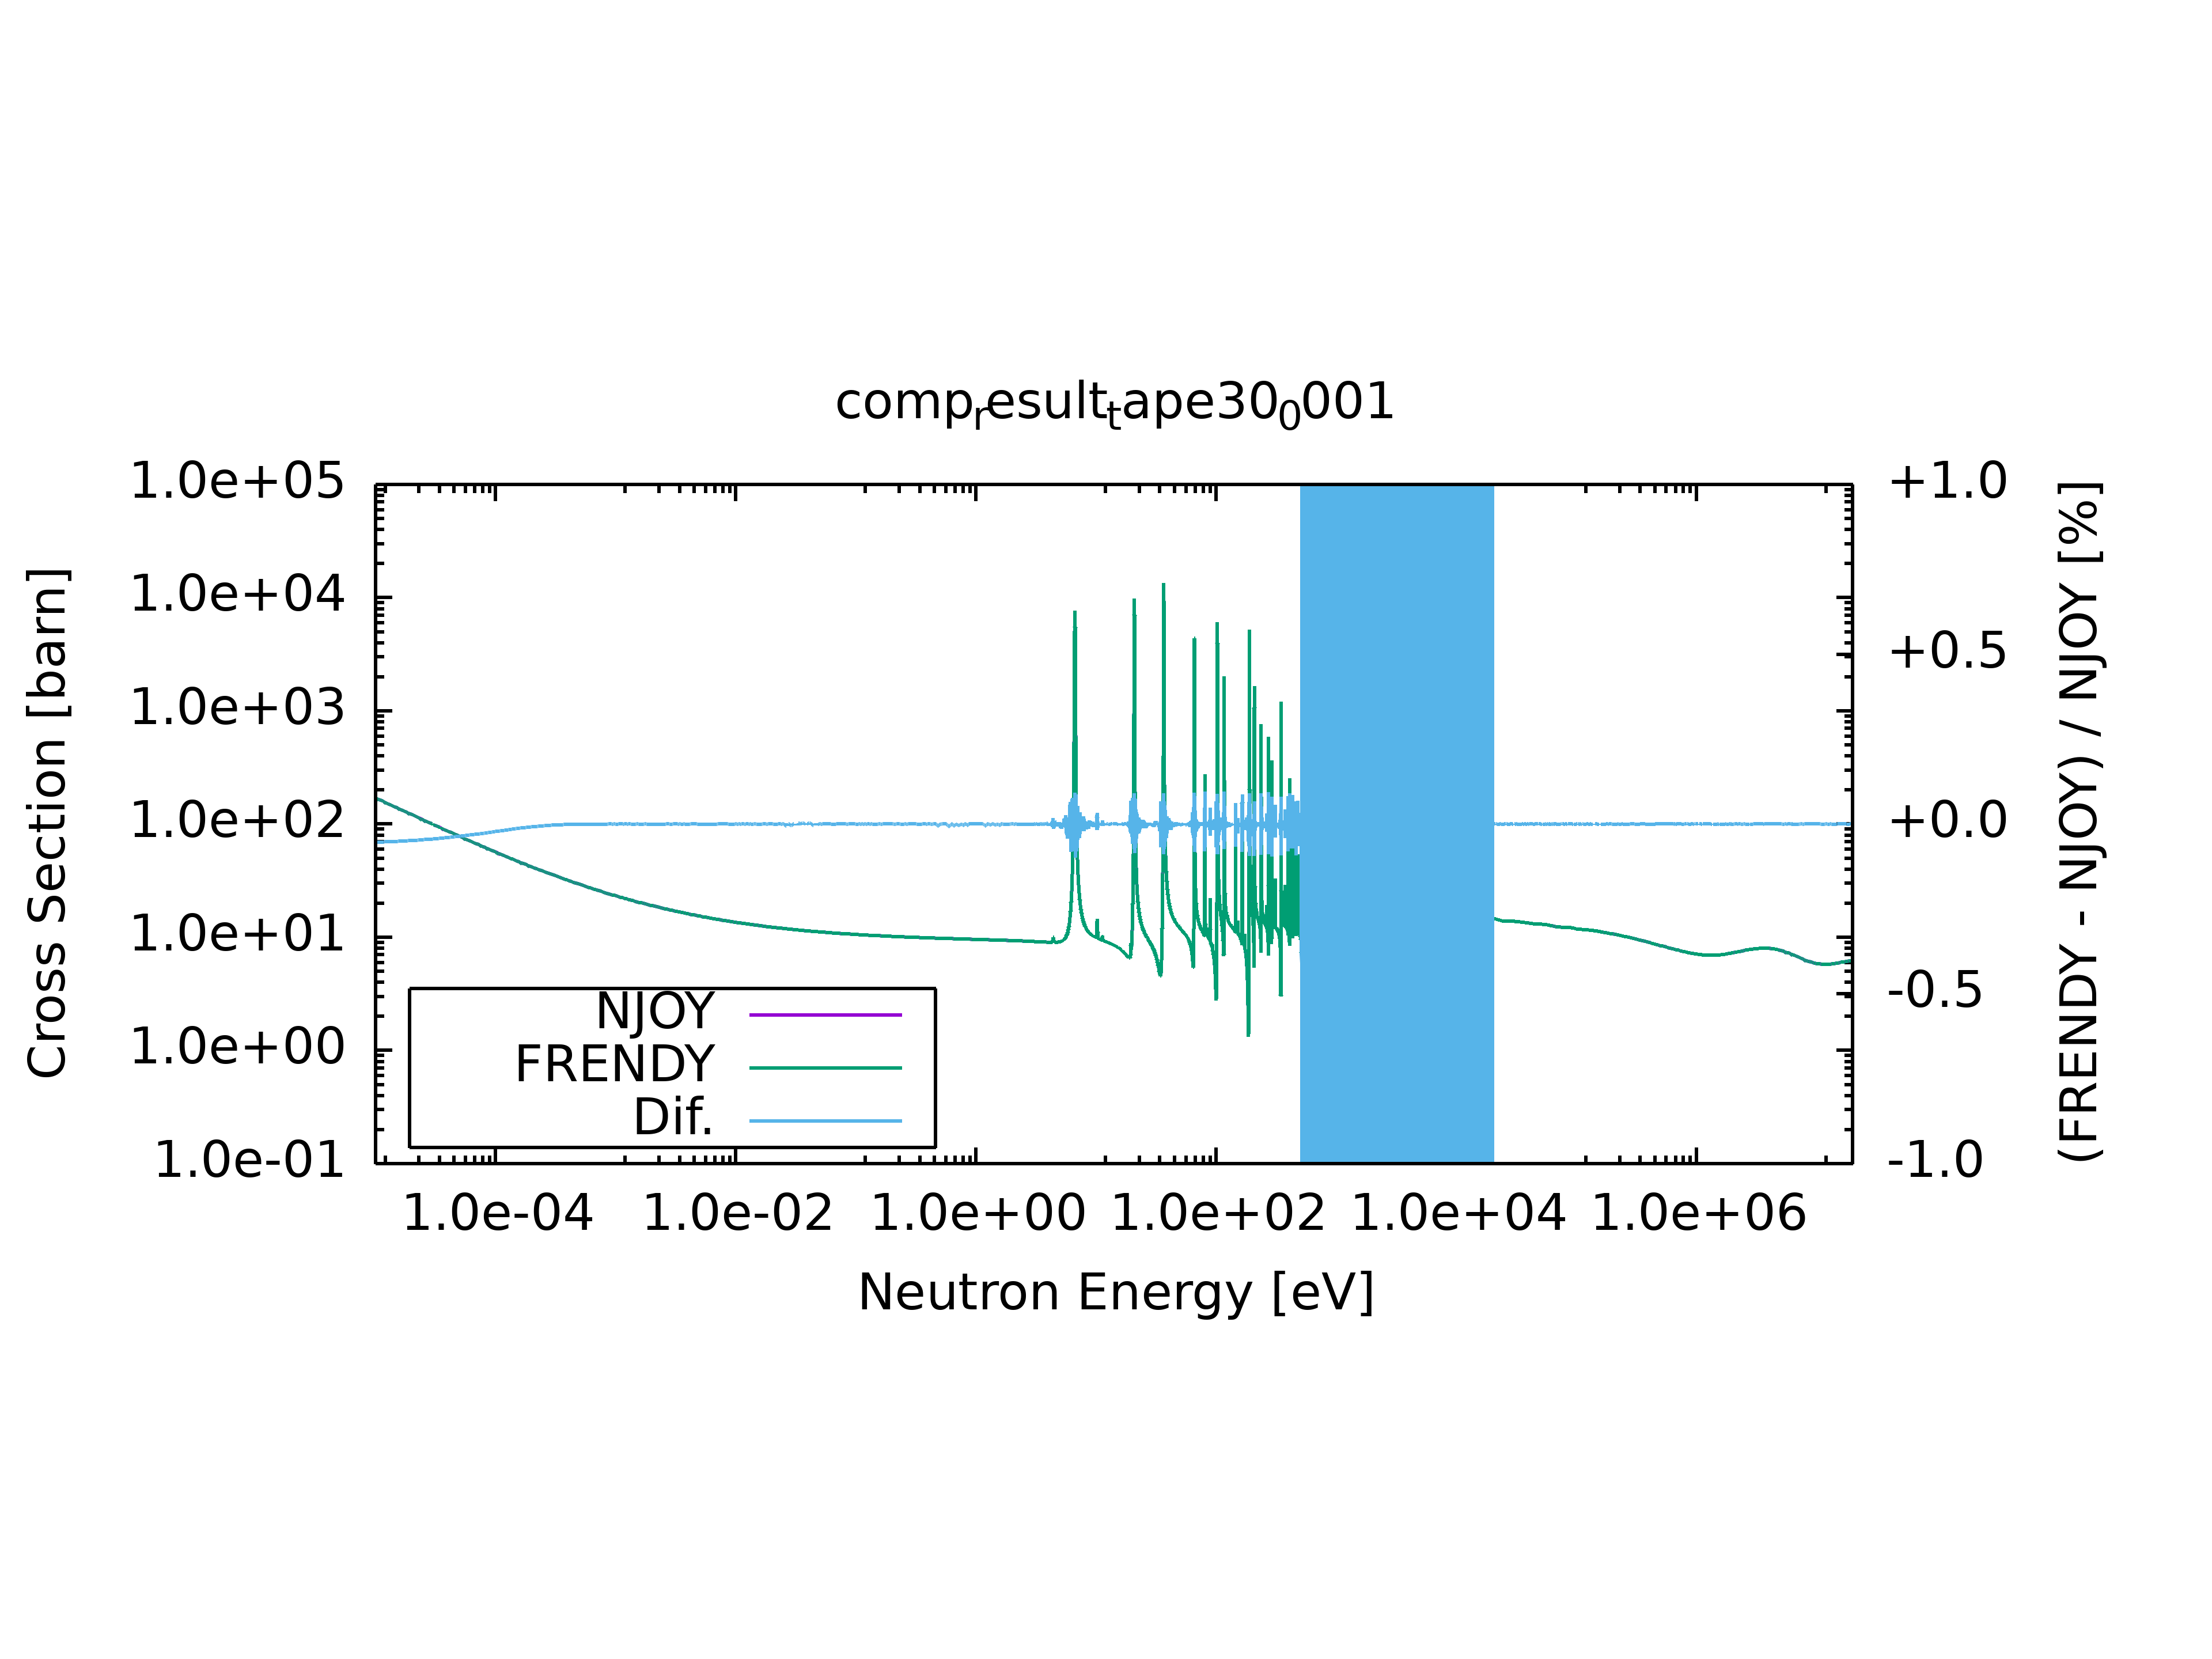 comp_result_tape30_0001
1.0e+05
1.0e+04
1.0e+03
1.0e+02
1.0e+01
1.0e+00
1.0e-01
Cross Section [barn]
+1.0
+0.5
+0.0
-0.5
-1.0
(FRENDY - NJOY) / NJOY [%]
NJOY
FRENDY
Dif.
1.0e-04 1.0e-02 1.0e+00 1.0e+02 1.0e+04 1.0e+06
Neutron Energy [eV]